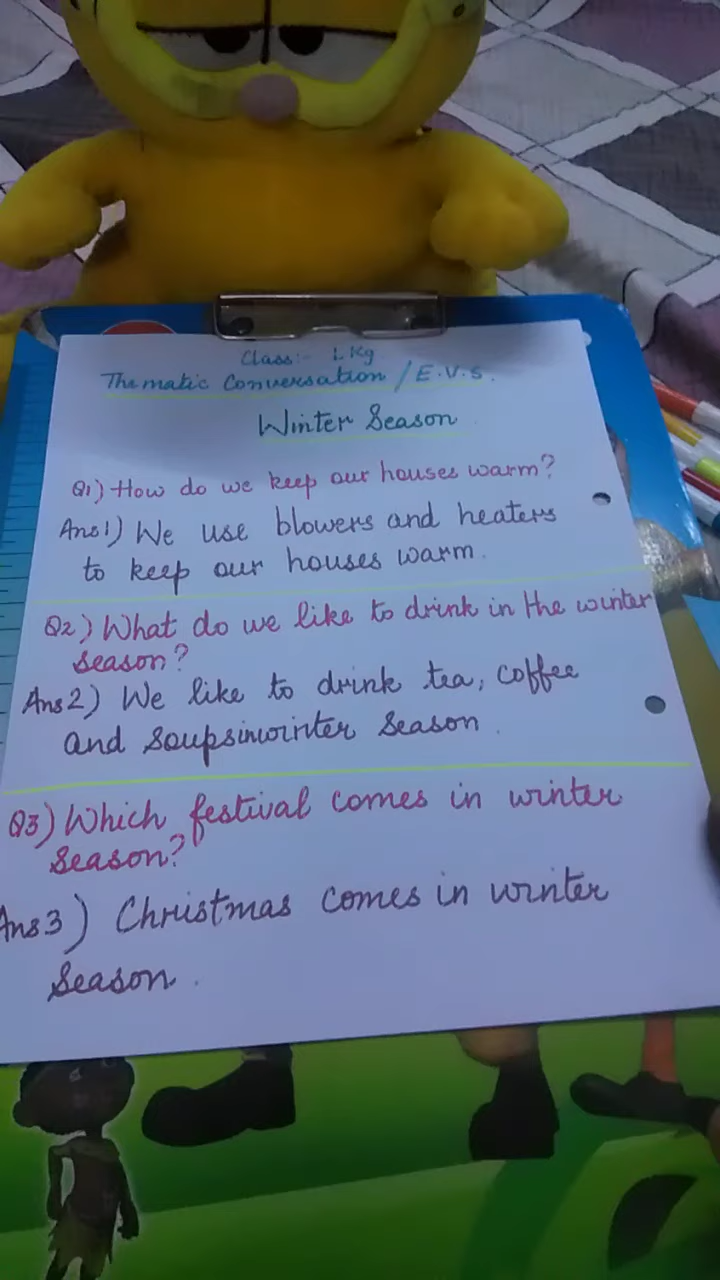 Class:- LKg
Thematic Conversation / E.V.S.
Winter Season
Q1) How do we keep our houses warm?
Ans1) We use blowers and heaters
to keep our houses warm.
Q2) What do we like to drink in the winter
season?
Ans2) We like to drink tea, coffee
and soupsinwinter season.
Q3) Which festival comes in winter
season?
Ans3) Christmas comes in winter
season.